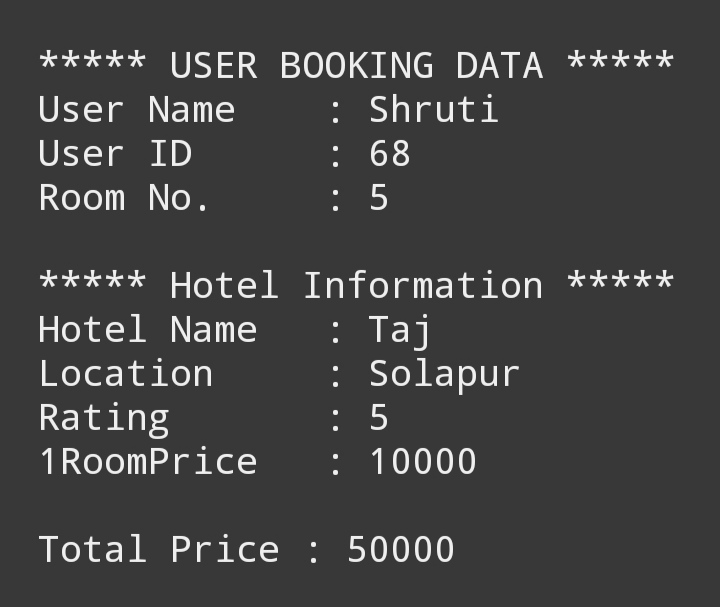 ***** USER BOOKING DATA *****
User Name    : Shruti
User ID      : 68
Room No.     : 5

***** Hotel Information *****
Hotel Name   : Taj
Location     : Solapur
Rating       : 5
1RoomPrice   : 10000

Total Price : 50000